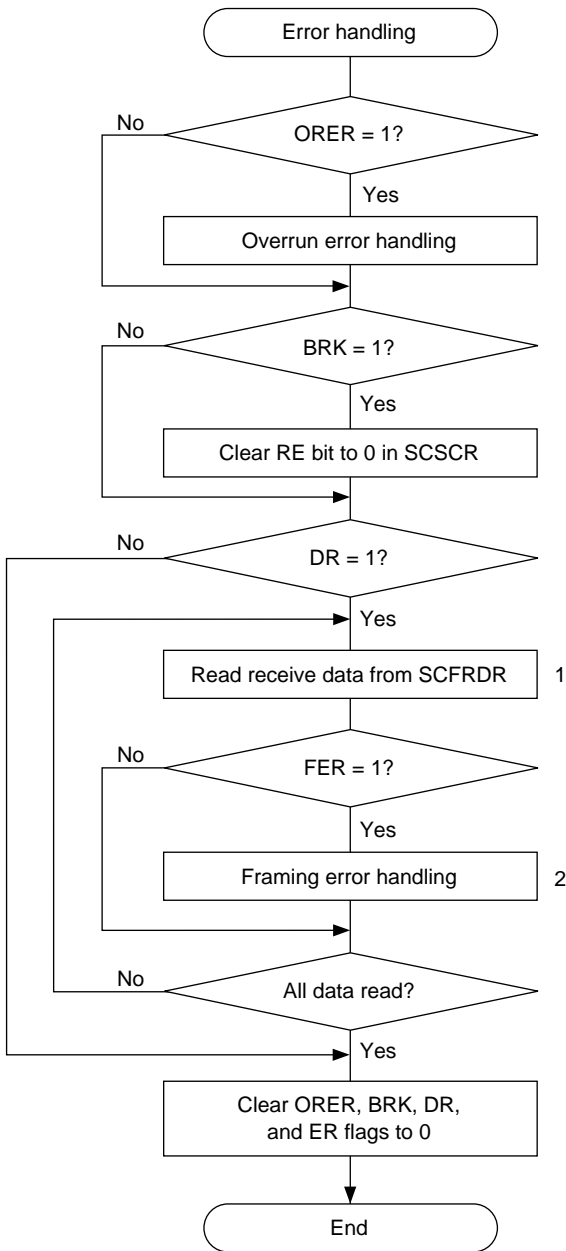 Error handling
No
ORER = 1?
Yes
Overrun error handling
No
BRK = 1?
Yes
Clear RE bit to 0 in SCSCR
No
DR = 1?
Yes
Read receive data from SCFRDR
1
No
FER = 1?
Yes
Framing error handling
2
No
All data read?
Yes
Clear ORER, BRK, DR,
and ER flags to 0
End